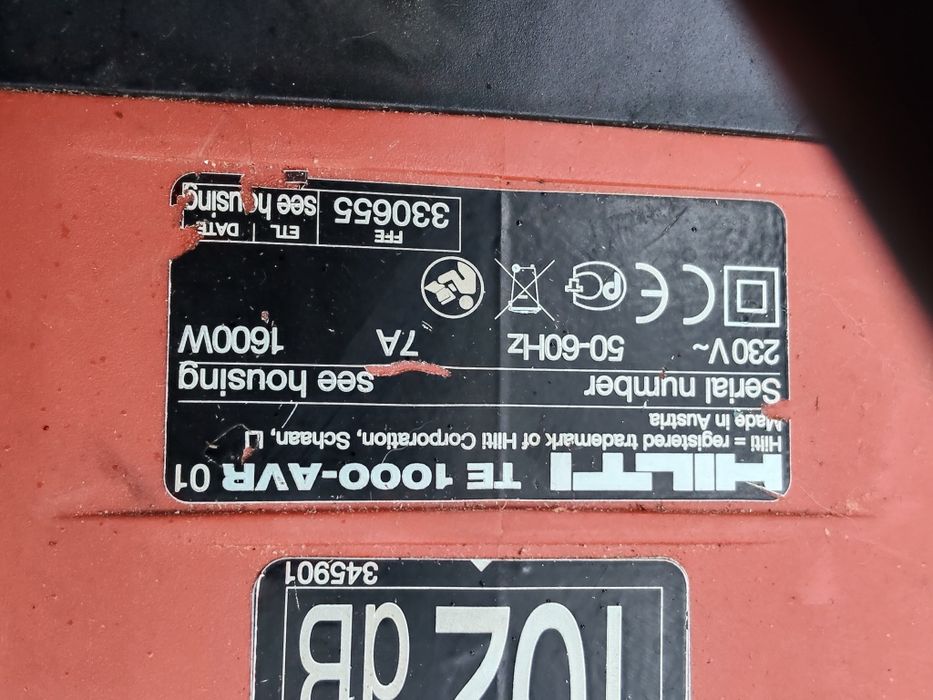 102 dB
345901
HILTI TE 1000-AVR 01
Hilti = registered trademark of Hilti Corporation, Schaan,
Made in Austria
Serial number see housing
230V~ 50-60Hz 7A 1600W
CE
FFE ETL DATE
330655 see housing